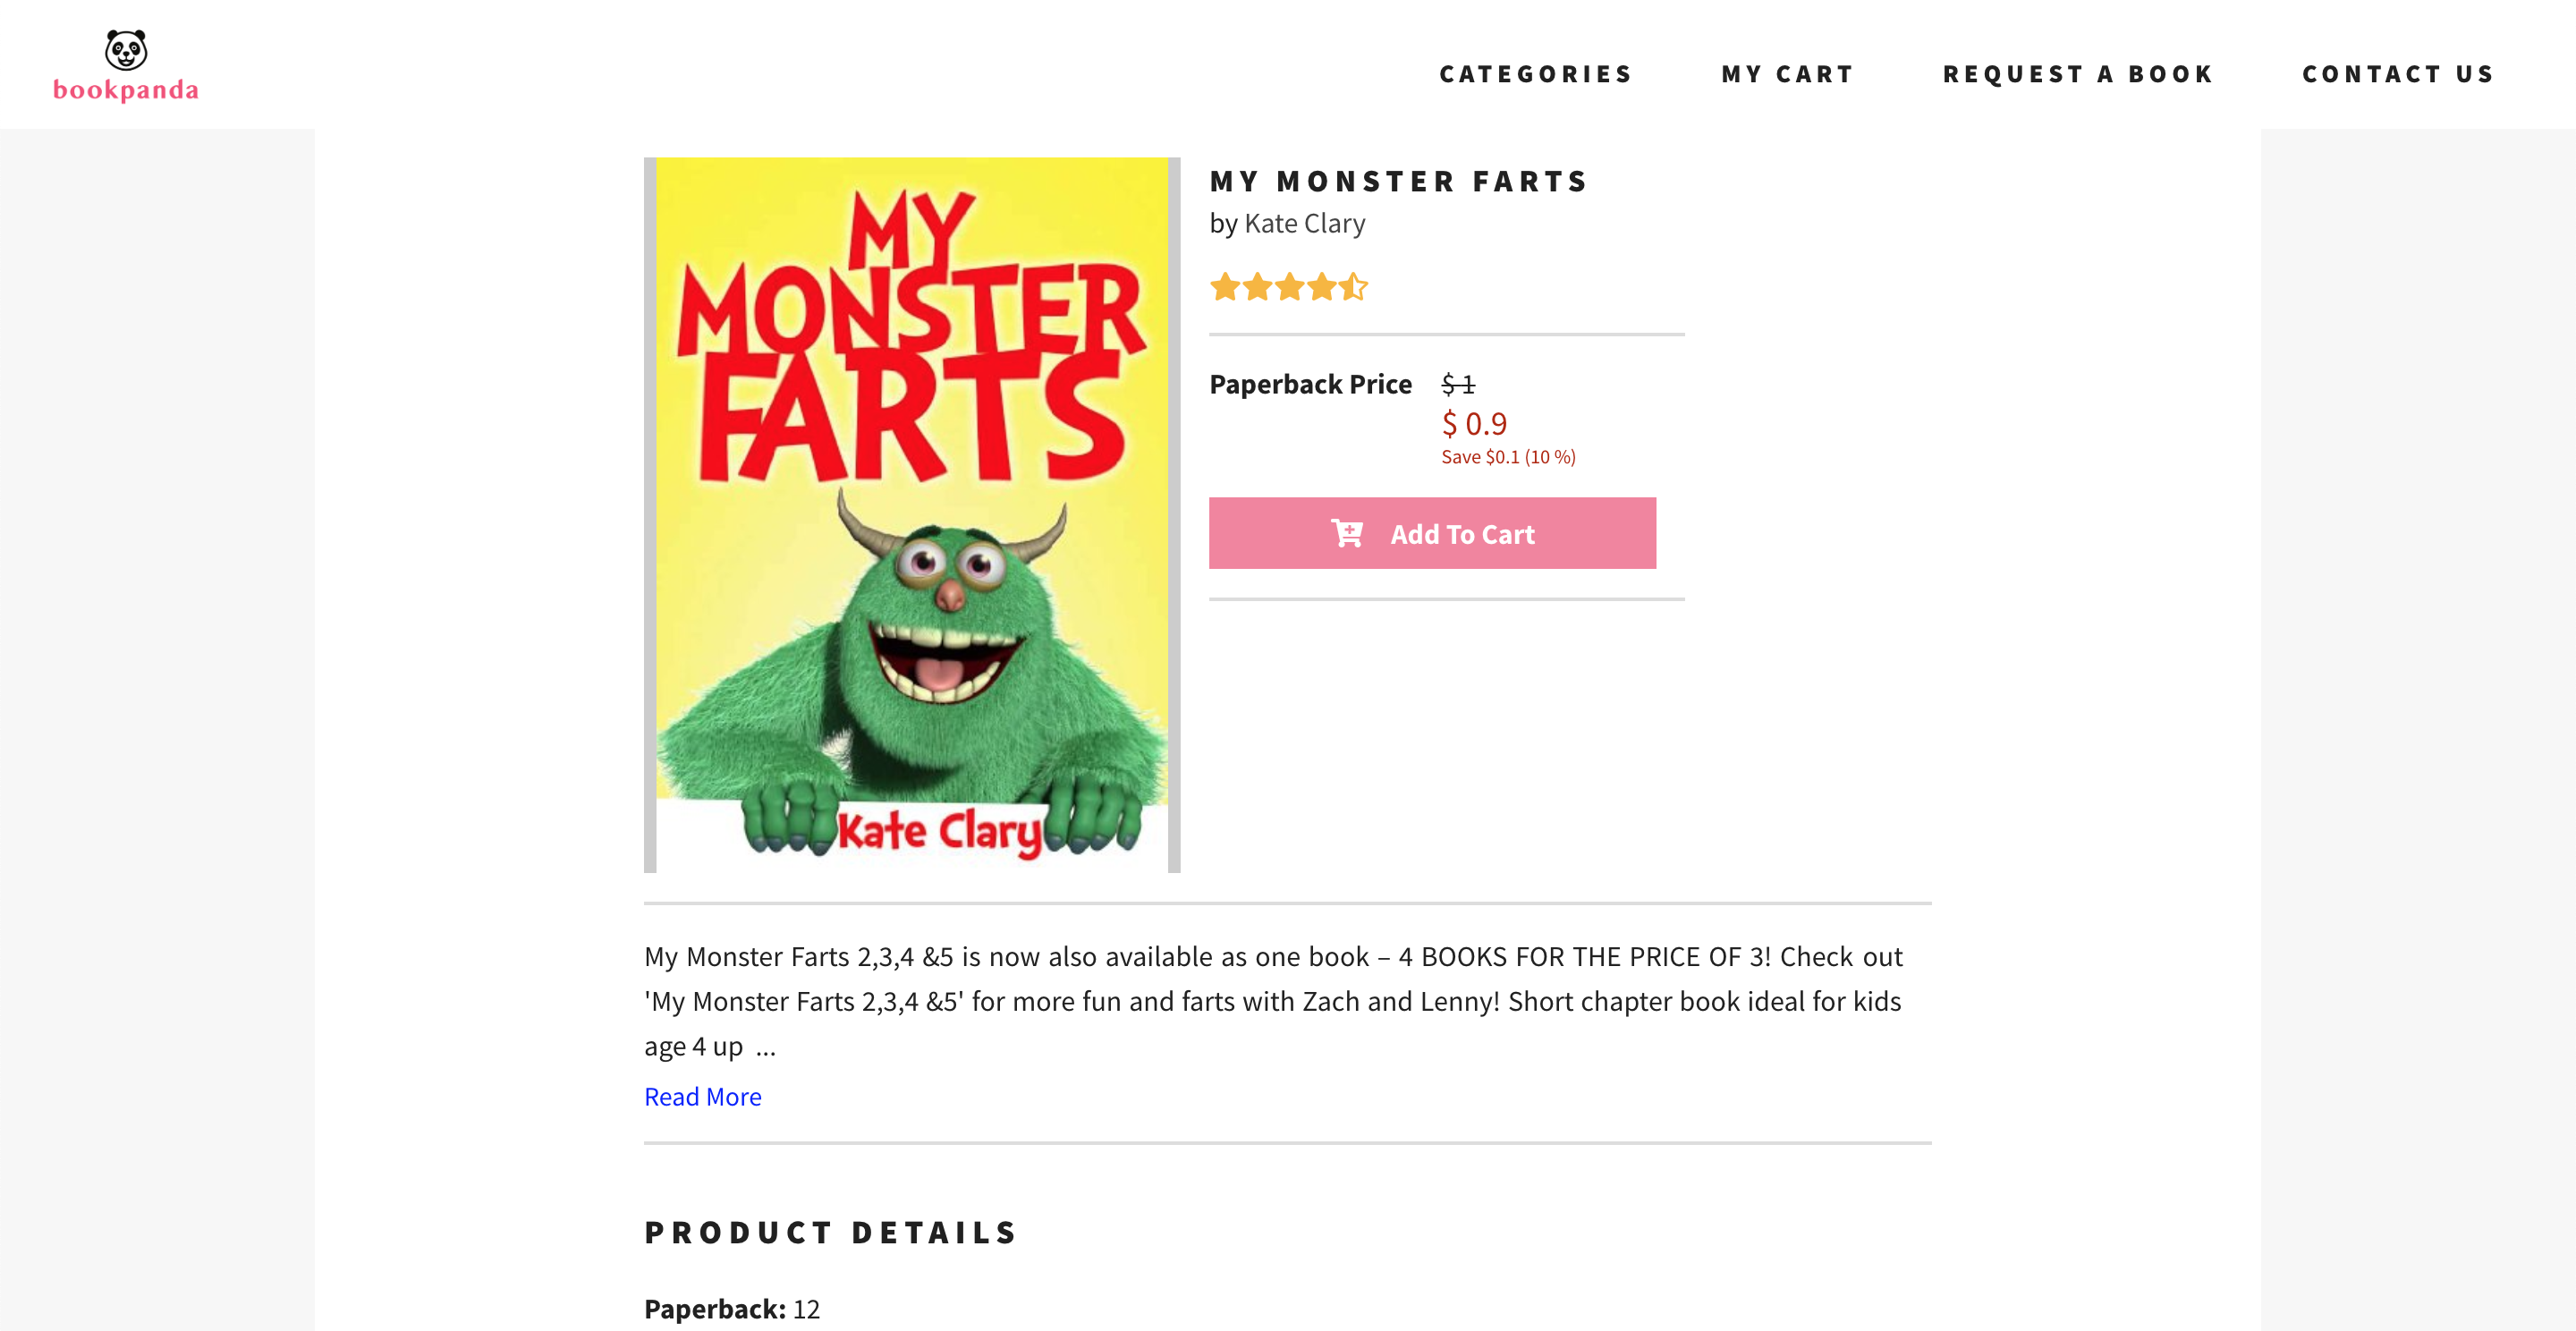 bookpanda
CATEGORIES
MY CART
REQUEST A BOOK
CONTACT US
MY
MONSTER
FARTS
Kate Clary
MY MONSTER FARTS
by Kate Clary
Paperback Price
$ 1
$ 0.9
Save $0.1 (10 %)
Add To Cart
My Monster Farts 2,3,4 &5 is now also available as one book – 4 BOOKS FOR THE PRICE OF 3! Check out
'My Monster Farts 2,3,4 &5' for more fun and farts with Zach and Lenny! Short chapter book ideal for kids
age 4 up ...
Read More
PRODUCT DETAILS
Paperback: 12